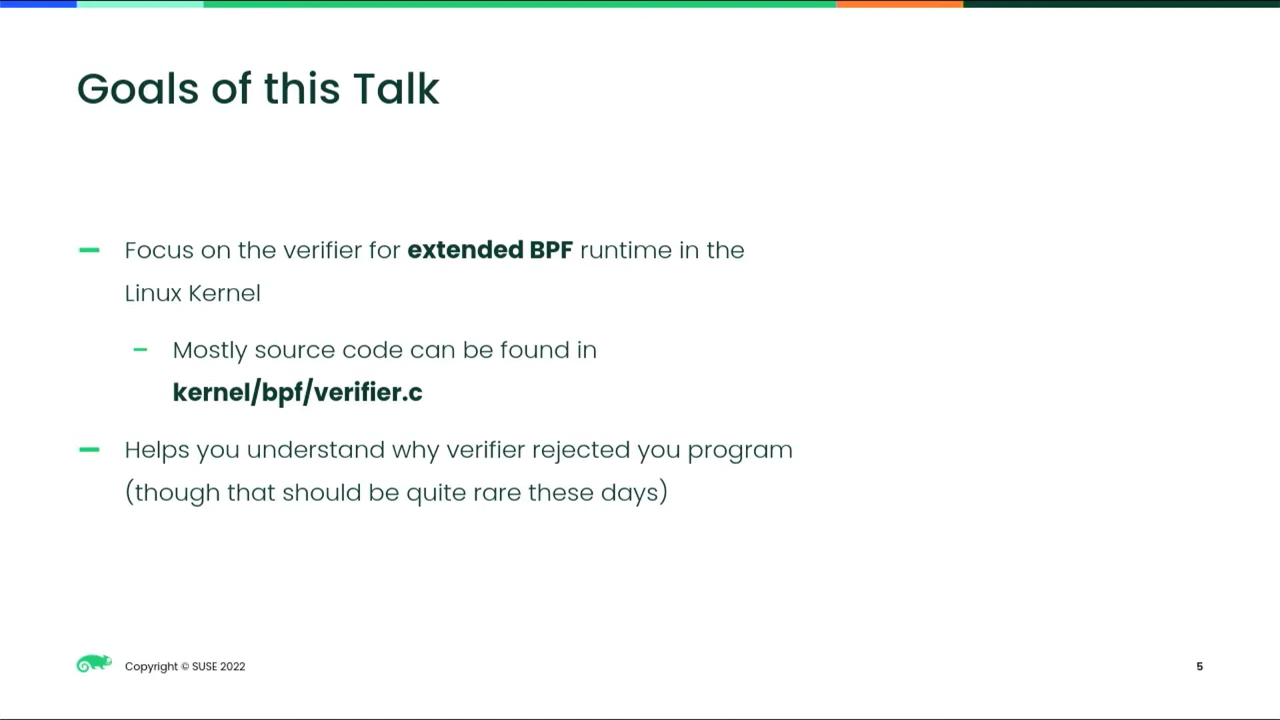 Goals of this Talk
Focus on the verifier for extended BPF runtime in the
Linux Kernel
Mostly source code can be found in
kernel/bpf/verifier.c
Helps you understand why verifier rejected you program
(though that should be quite rare these days)
Copyright © SUSE 2022
5